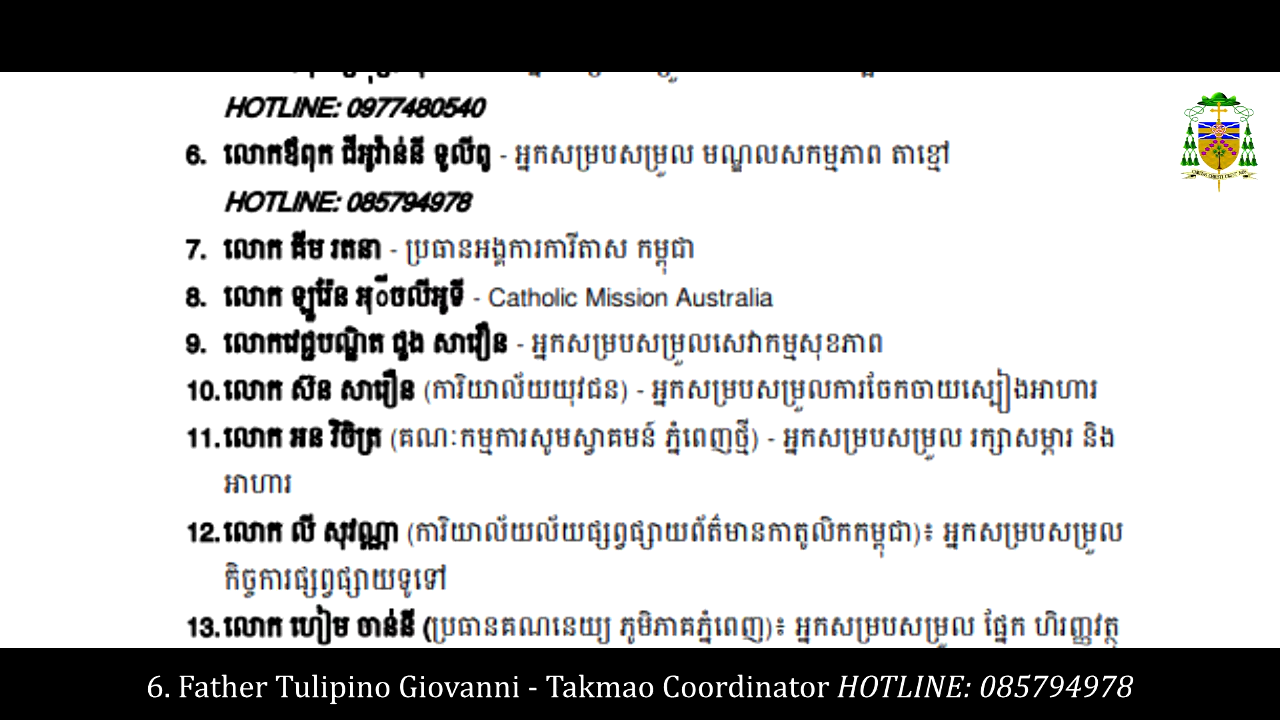 HOTLINE: 0977480540
6. លោកឪពុក ជីអូវ៉ាន់នី ទូលីពូ - អ្នកសម្របសម្រួល មណ្ឌលសកម្មភាព តាខ្មៅ
HOTLINE: 085794978
7. លោក គីម រតនា - ប្រធានអង្គការការីតាស កម្ពុជា
8. លោក ឡូរ៉ែន - Catholic Mission Australia
9. លោកវេជ្ជបណ្ឌិត ដួង សាវឿន - អ្នកសម្របសម្រួលសេវាកម្មសុខភាព
10. លោក ស៊ន សារឿន (ការិយាល័យយុវជន) - អ្នកសម្របសម្រួលការចែកចាយស្បៀងអាហារ
11. លោក អន វិចិត្រ (គណៈកម្មការសូមស្វាគមន៍ ភ្នំពេញថ្មី) - អ្នកសម្របសម្រួល រក្សាសម្ភារ និង
អាហារ
12. លោក លី សុវណ្ណា (ការិយាល័យល័យផ្សព្វផ្សាយព័ត៌មានកាតូលិកកម្ពុជា)៖ អ្នកសម្របសម្រួល
កិច្ចការផ្សព្វផ្សាយទូទៅ
13. លោក ហៀម ចាន់នី (ប្រធានគណនេយ្យ ភូមិភាគភ្នំពេញ)៖ អ្នកសម្របសម្រួល ផ្នែក ហិរញ្ញវត្ថុ
6. Father Tulipino Giovanni - Takmao Coordinator HOTLINE: 085794978